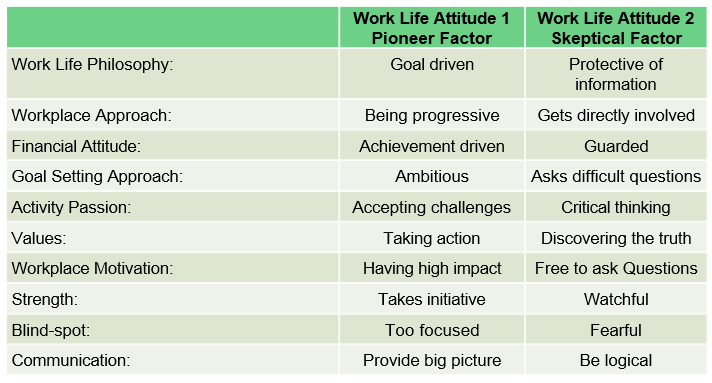 Work Life Attitude 1 Work Life Attitude 2
Pioneer Factor Skeptical Factor
Work Life Philosophy: Goal driven Protective of
information
Workplace Approach: Being progressive Gets directly involved
Financial Attitude: Achievement driven Guarded
Goal Setting Approach: Ambitious Asks difficult questions
Activity Passion: Accepting challenges Critical thinking
Values: Taking action Discovering the truth
Workplace Motivation: Having high impact Free to ask Questions
Strength: Takes initiative Watchful
Blind-spot: Too focused Fearful
Communication: Provide big picture Be logical